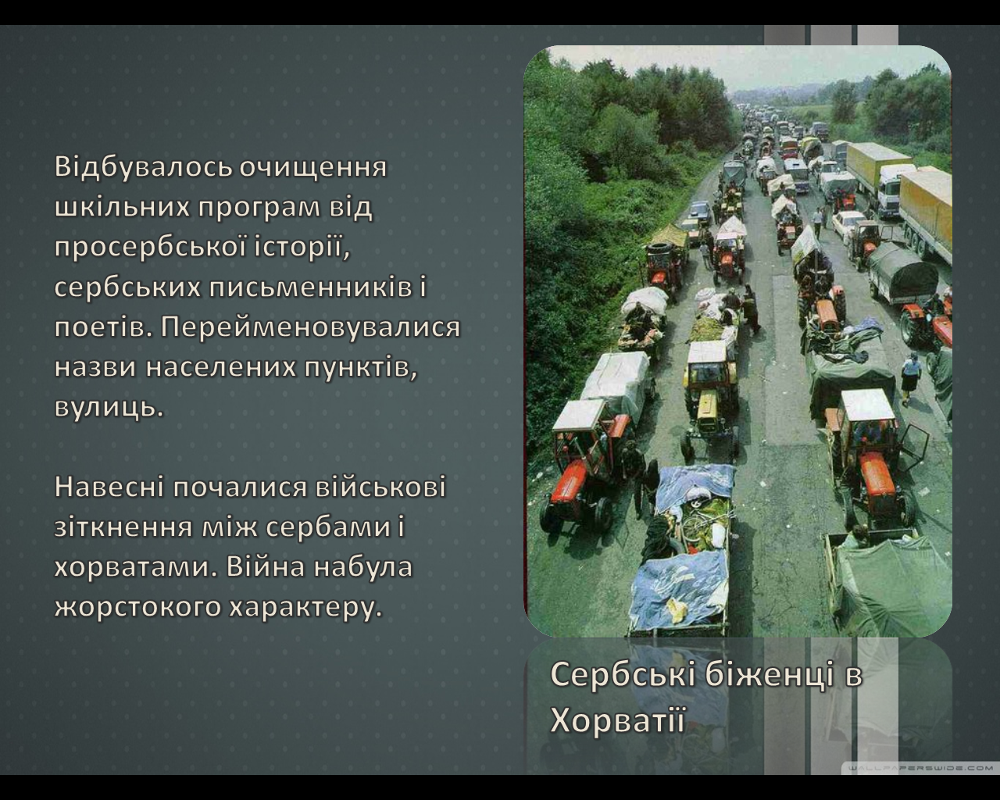 Відбувалось очищення
шкільних програм від
просербської історії,
сербських письменників і
поетів. Перейменовувалися
назви населених пунктів,
вулиць.
Навесні почалися військові
зіткнення між сербами і
хорватами. Війна набула
жорстокого характеру.
Сербські біженці в
Хорватії
WALLPAPERSWIDE.COM